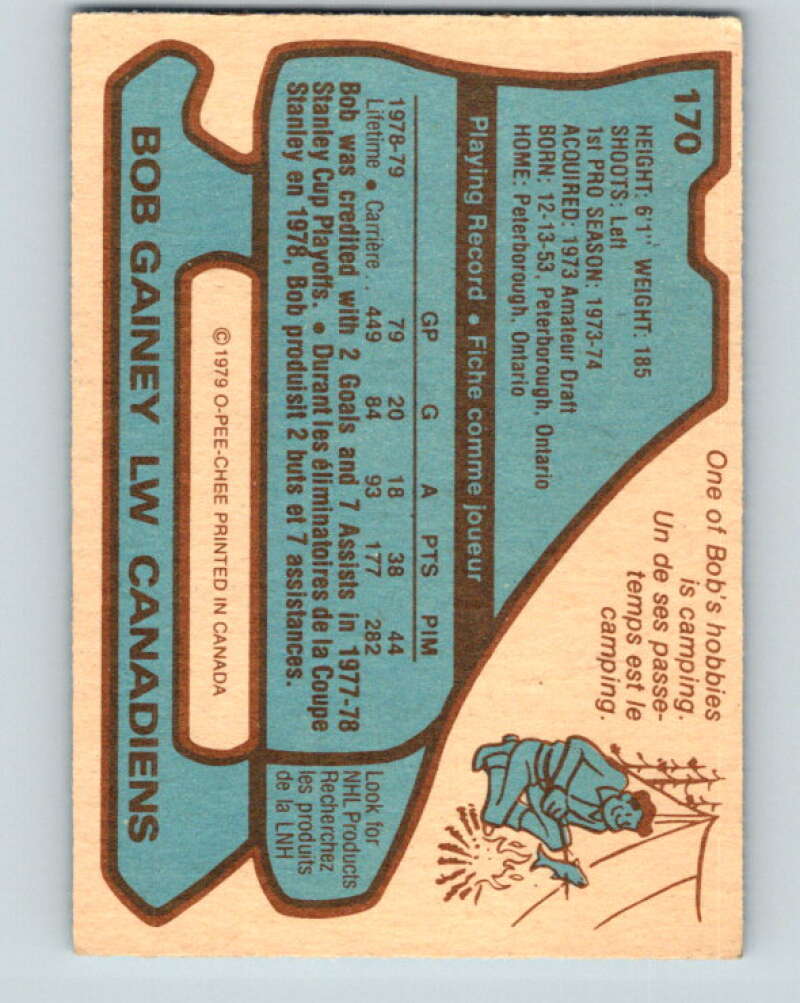 170
HEIGHT: 6'1" WEIGHT: 185
SHOOTS: Left
1st PRO SEASON: 1973-74
ACQUIRED: 1973 Amateur Draft
BORN: 12-13-53, Peterborough, Ontario
HOME: Peterborough, Ontario
One of Bob's hobbies
is camping.
Un de ses passe-
temps est le
camping.
Playing Record • Fiche comme joueur
GP G A PTS PIM
1978-79 79 20 18 38 44
Lifetime • Carrière . . 449 84 93 177 282
Bob was credited with 2 Goals and 7 Assists in 1977-78
Stanley Cup Playoffs. • Durant les éliminatoires de la Coupe
Stanley en 1978, Bob produisit 2 buts et 7 assistances.
Look for
NHL Products
Recherchez
les produits
de la LNH
© 1979 O-PEE-CHEE PRINTED IN CANADA
BOB GAINEY LW CANADIENS